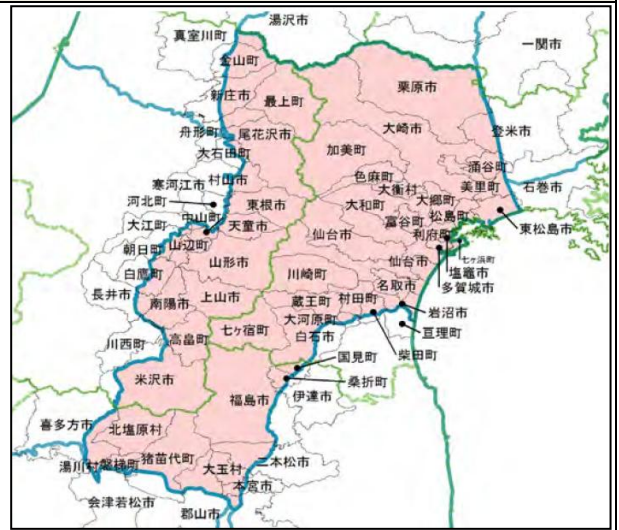 湯沢市
真室川町
一関市
金山町
栗原市
新庄市
最上町
登米市
舟形町
尾花沢市
大崎市
加美町
大石田町
涌谷町
色麻町
寒河江市
村山市
大衡村
大郷町
美里町
石巻市
河北町
東根市
大和町
松島町
中山町
富谷町
大江町
天童市
利府町
東松島市
朝日町
山辺町
仙台市
七ヶ浜町
仙台市
塩竈市
白鷹町
山形市
川崎町
多賀城市
名取市
長井市
南陽市
上山市
蔵王町
村田町
岩沼市
大河原町
亘理町
川西町
高畠町
七ヶ宿町
白石市
柴田町
国見町
米沢市
桑折町
福島市
伊達市
喜多方市
北塩原村
湯川村
磐梯町
猪苗代町
大玉村
二本松市
本宮市
会津若松市
郡山市